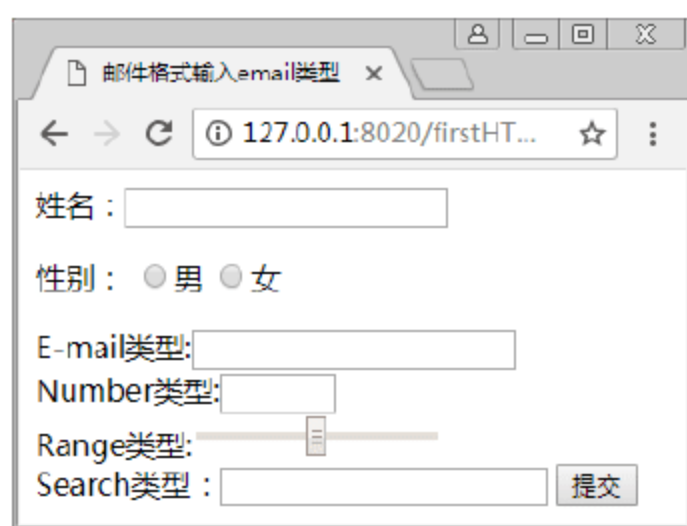 邮件格式输入email类型
127.0.0.1:8020/firstHT...
姓名：
性别： 男 女
E-mail类型:
Number类型:
Range类型:
Search类型： 提交